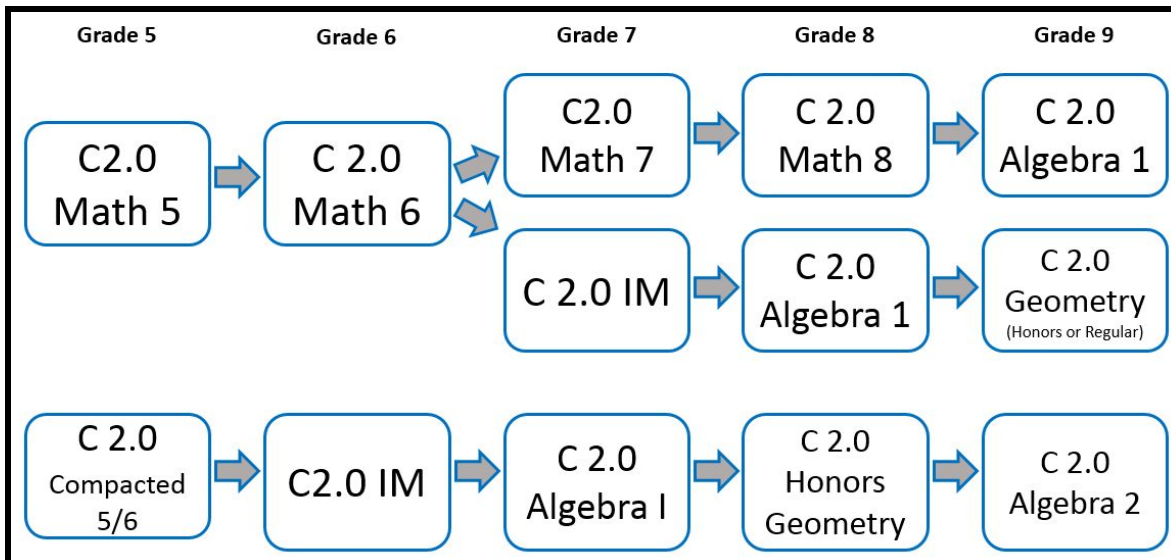 Grade 5
Grade 6
Grade 7
Grade 8
Grade 9
C2.0
Math 5
C 2.0
Math 6
C2.0
Math 7
C 2.0
Math 8
C 2.0
Algebra 1
C 2.0 IM
C 2.0
Algebra 1
C 2.0
Geometry
(Honors or Regular)
C 2.0
Compacted
5/6
C2.0 IM
C 2.0
Algebra I
C 2.0
Honors
Geometry
C 2.0
Algebra 2